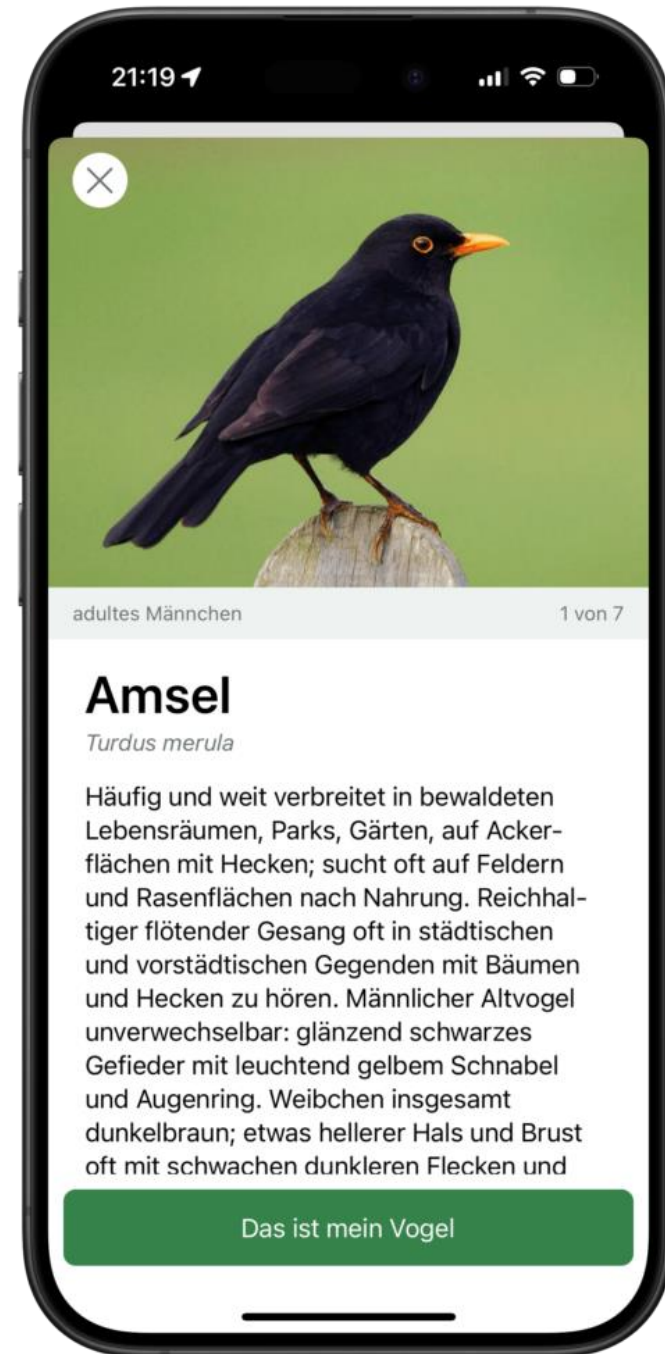 21:19
adultes Männchen
1 von 7
Amsel
Turdus merula
Häufig und weit verbreitet in bewaldeten
Lebensräumen, Parks, Gärten, auf Acker-
flächen mit Hecken; sucht oft auf Feldern
und Rasenflächen nach Nahrung. Reichhal-
tiger flötender Gesang oft in städtischen
und vorstädtischen Gegenden mit Bäumen
und Hecken zu hören. Männlicher Altvogel
unverwechselbar: glänzend schwarzes
Gefieder mit leuchtend gelbem Schnabel
und Augenring. Weibchen insgesamt
dunkelbraun; etwas hellerer Hals und Brust
oft mit schwachen dunkleren Flecken und
Das ist mein Vogel